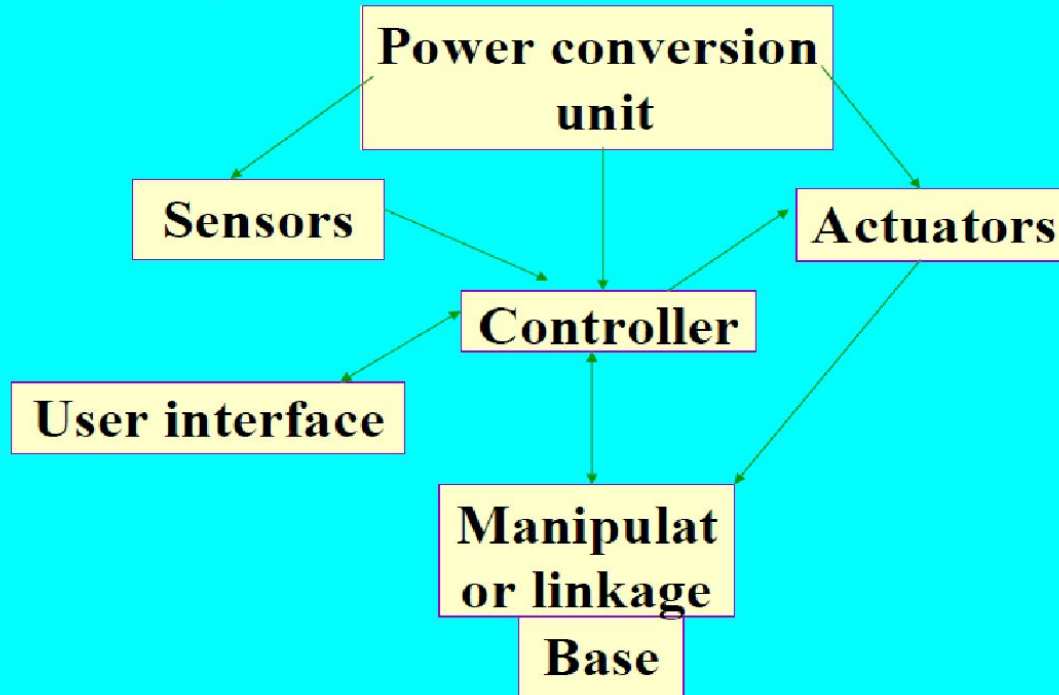 Power conversion
unit
Sensors
Actuators
Controller
User interface
Manipulat
or linkage
Base